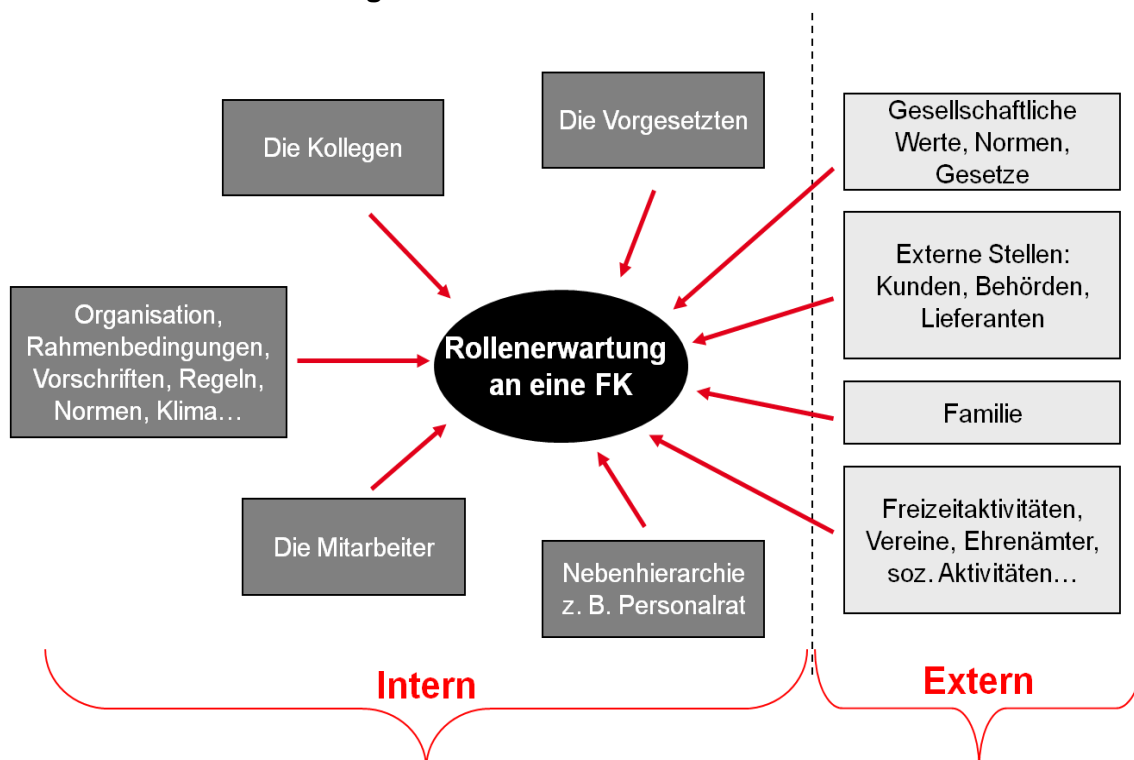 Die Kollegen
Die Vorgesetzten
Gesellschaftliche
Werte, Normen,
Gesetze
Organisation,
Rahmenbedingungen,
Vorschriften, Regeln,
Normen, Klima…
Rollenerwartung
an eine FK
Externe Stellen:
Kunden, Behörden,
Lieferanten
Familie
Die Mitarbeiter
Nebenhierarchie
z. B. Personalrat
Freizeitaktivitäten,
Vereine, Ehrenämter,
soz. Aktivitäten…
Intern
Extern